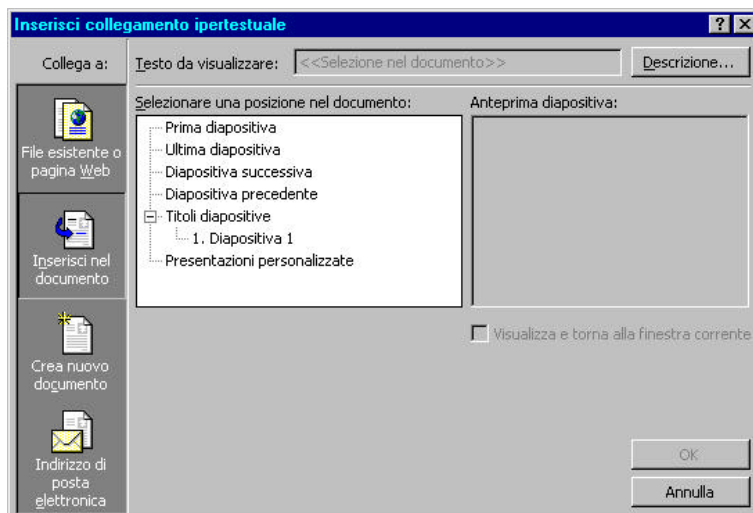 Inserisci collegamento ipertestuale
Collega a:
Testo da visualizzare:
<<Selezione nel documento>>
Descrizione...
File esistente o
pagina Web
Inserisci nel
documento
Crea nuovo
documento
Indirizzo di
posta
elettronica
Selezionare una posizione nel documento:
Prima diapositiva
Ultima diapositiva
Diapositiva successiva
Diapositiva precedente
Titoli diapositive
1. Diapositiva 1
Presentazioni personalizzate
Anteprima diapositiva:
Visualizza e torna alla finestra corrente
OK
Annulla